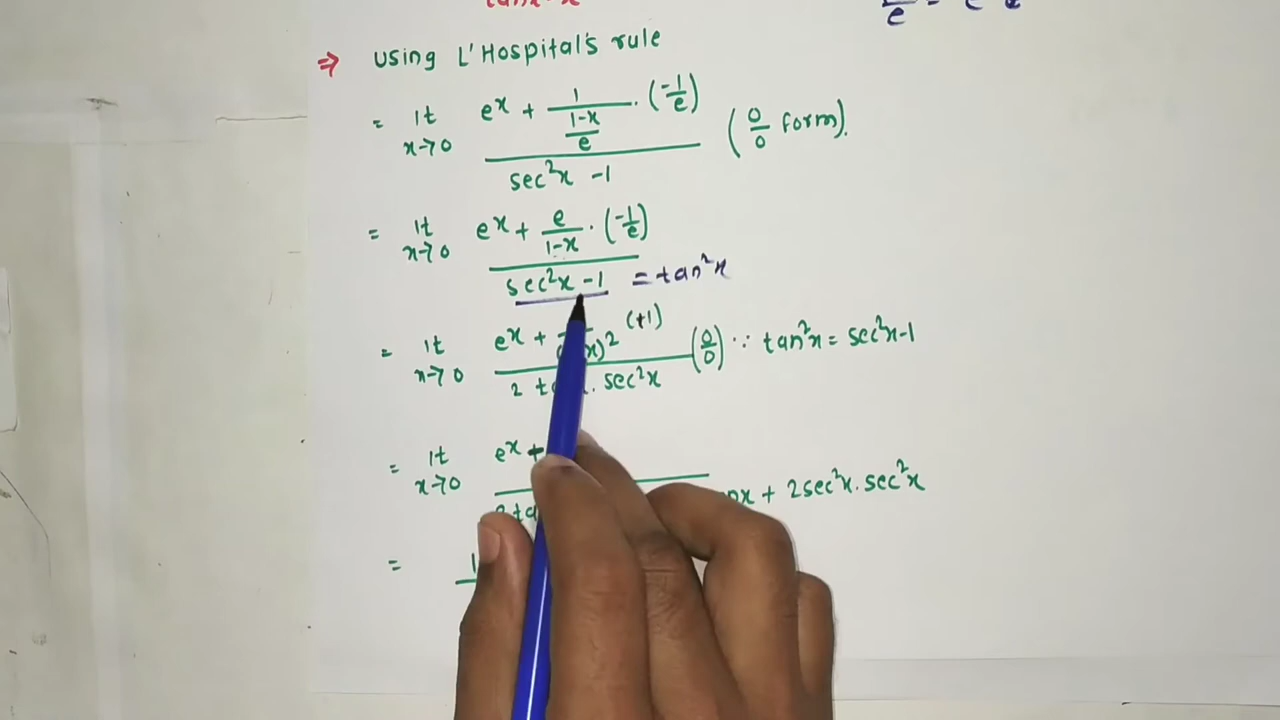 ⇒ Using L'Hospital's rule
= lt x→0 e^x + 1/((1-x)/e) · (-1/e) / sec²x - 1 (0/0 form).
= lt x→0 e^x + e/(1-x) · (-1/e) / sec²x - 1 = tan²x
= lt x→0 e^x + x)² (+1) / 2 t . sec²x (0/0) ∵ tan²x = sec²x-1
= lt x→0 e^x + / x + 2sec²x.sec²x
=